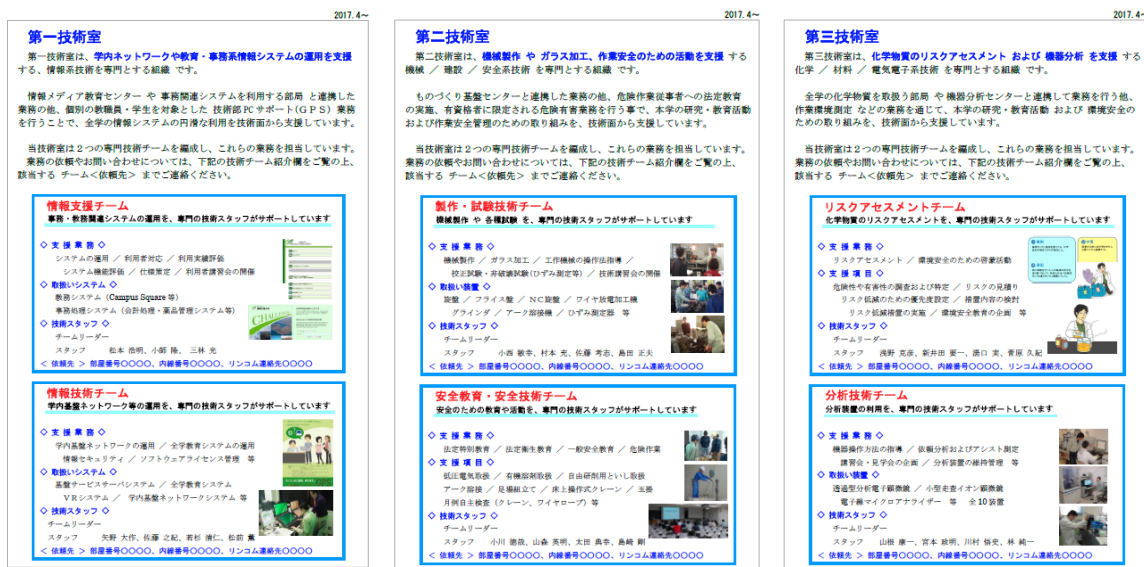 2017. 4～
第一技術室
第一技術室は、学内ネットワークや教育・事務系情報システムの運用を支援
する、情報系技術を専門とする組織 です。
情報メディア教育センター や 事務関連システムを利用する部局 と連携した
業務の他、個別の教職員・学生を対象とした 技術部PCサポート(GPS) 業務
を行うことで、全学の情報システムの円滑な利用を技術面から支援しています。
当技術室は2つの専門技術チームを編成し、これらの業務を担当しています。
業務の依頼やお問い合わせについては、下記の技術チーム紹介欄をご覧の上、
該当する チーム<依頼先> までご連絡ください。
情報支援チーム
事務・教務関連システムの運用を、専門の技術スタッフがサポートしています
◇ 支 援 業 務 ◇
システムの運用 ／ 利用者対応 ／ 利用実績評価
システム機能評価 ／ 仕様策定 ／ 利用者講習会の開催
◇ 取扱いシステム ◇
教務システム (Campus Square 等)
事務処理システム (会計処理・薬品管理システム等)
◇ 技術スタッフ ◇
チームリーダー
スタッフ 松本 浩明、小師 隆、三林 光
< 依頼先 > 部屋番号〇〇〇〇、内線番号〇〇〇〇、リンコム連絡先〇〇〇〇
情報技術チーム
学内基盤ネットワーク等の運用を、専門の技術スタッフがサポートしています
◇ 支 援 業 務 ◇
学内基盤ネットワークの運用 ／ 全学教育システムの運用
情報セキュリティ ／ ソフトウェアライセンス管理 等
◇ 取扱いシステム ◇
基盤サービスサーバシステム ／ 全学教育システム
VRシステム ／ 学内基盤ネットワークシステム 等
◇ 技術スタッフ ◇
チームリーダー
スタッフ 矢野 大作、佐藤 之紀、若杉 清仁、松前 薫
< 依頼先 > 部屋番号〇〇〇〇、内線番号〇〇〇〇、リンコム連絡先〇〇〇〇
2017. 4～
第二技術室
第二技術室は、機械製作 や ガラス加工、作業安全のための活動を支援 する
機械 ／ 建設 ／ 安全系技術 を専門とする組織 です。
ものづくり基盤センターと連携した業務の他、危険作業従事者への法定教育
の実施、有資格者に限定される危険有害業務を行う事で、本学の研究・教育活動
および作業安全管理のための取り組みを、技術面から支援しています。
当技術室は2つの専門技術チームを編成し、これらの業務を担当しています。
業務の依頼やお問い合わせについては、下記の技術チーム紹介欄をご覧の上、
該当する チーム<依頼先> までご連絡ください。
製作・試験技術チーム
機械製作 や 各種試験 を、専門の技術スタッフがサポートしています
◇ 支 援 業 務 ◇
機械製作 ／ ガラス加工 ／ 工作機械の操作法指導 ／
校正試験・非破壊試験(ひずみ測定等) ／ 技術講習会の開催
◇ 取扱い装置 ◇
旋盤 ／ フライス盤 ／ NC旋盤 ／ ワイヤ放電加工機
グラインダ ／ アーク溶接機 ／ ひずみ測定器 等
◇ 技術スタッフ ◇
チームリーダー
スタッフ 小西 敏幸、村本 充、佐藤 考志、島田 正夫
< 依頼先 > 部屋番号〇〇〇〇、内線番号〇〇〇〇、リンコム連絡先〇〇〇〇
安全教育・安全技術チーム
安全のための教育や活動を、専門の技術スタッフがサポートしています
◇ 支 援 業 務 ◇
法定特別教育 ／ 法定衛生教育 ／ 一般安全教育 ／ 危険作業
◇ 支 援 項 目 ◇
低圧電気取扱 ／ 有機溶剤取扱 ／ 自由研削用といし取扱
アーク溶接 ／ 足場組立て ／ 床上操作式クレーン ／ 玉掛
月例自主検査 (クレーン、ワイヤロープ) 等
◇ 技術スタッフ ◇
チームリーダー
スタッフ 小川 徳哉、山森 英明、太田 典幸、島崎 剛
< 依頼先 > 部屋番号〇〇〇〇、内線番号〇〇〇〇、リンコム連絡先〇〇〇〇
2017. 4～
第三技術室
第三技術室は、化学物質のリスクアセスメント および 機器分析 を支援 する
化学 ／ 材料 ／ 電気電子系技術 を専門とする組織 です。
全学の化学物質を取扱う部局 や 機器分析センターと連携して業務を行う他、
作業環境測定 などの業務を通じて、本学の研究・教育活動 および 環境安全の
ための取り組みを、技術面から支援しています。
当技術室は2つの専門技術チームを編成し、これらの業務を担当しています。
業務の依頼やお問い合わせについては、下記の技術チーム紹介欄をご覧の上、
該当する チーム<依頼先> までご連絡ください。
リスクアセスメントチーム
化学物質のリスクアセスメントを、専門の技術スタッフがサポートしています
◇ 支 援 業 務 ◇
リスクアセスメント ／ 環境安全のための啓蒙活動
◇ 支 援 項 目 ◇
危険性や有害性の調査および特定 ／ リスクの見積り
リスク低減のための優先度設定 ／ 措置内容の検討
リスク低減措置の実施 ／ 環境安全教育の企画 等
◇ 技術スタッフ ◇
チームリーダー
スタッフ 浅野 克彦、新井田 要一、湯口 実、菅原 久紀
< 依頼先 > 部屋番号〇〇〇〇、内線番号〇〇〇〇、リンコム連絡先〇〇〇〇
分析技術チーム
分析装置の利用を、専門の技術スタッフがサポートしています
◇ 支 援 業 務 ◇
機器操作方法の指導 ／ 依頼分析およびアシスト測定
講習会・見学会の企画 ／ 分析装置の維持管理 等
◇ 取扱い装置 ◇
透過型分析電子顕微鏡 ／ 小型走査イオン顕微鏡
電子線マイクロアナライザー 等 全10装置
◇ 技術スタッフ ◇
チームリーダー
スタッフ 山根 康一、宮本 政明、川村 悟史、林 純一
< 依頼先 > 部屋番号〇〇〇〇、内線番号〇〇〇〇、リンコム連絡先〇〇〇〇